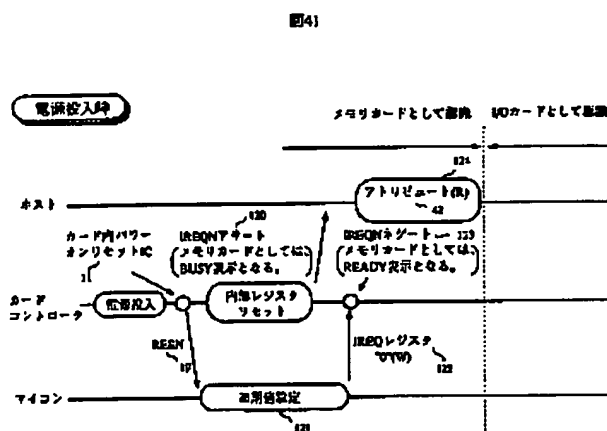 図41
電源投入時
メモリカードとして動作
I/Oカードとして
124
アトリビュート(R)
42
ホスト
カード内パワー
オンリセットIC
120
IREQNアサート
(メモリカードとしては、
BUSY表示となる。)
IREQNネゲート 123
(メモリカードとしては、
READY表示となる。)
カード
コントローラ
電源投入
内部レジスタ
リセット
RESN
19
IREQレジスタ
"0"(W)
122
マイコン
初期値設定
121